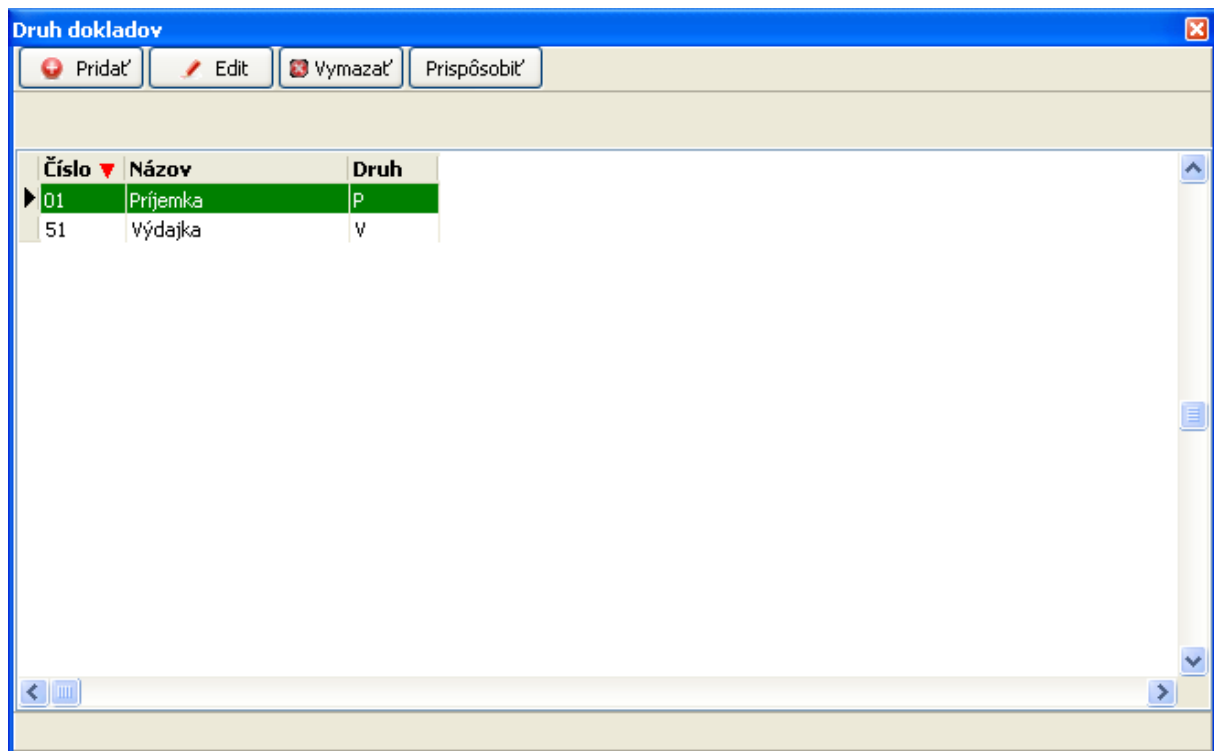 Druh dokladov
Pridať Edit Vymazať Prispôsobiť
Číslo Názov Druh
01 Príjemka P
51 Výdajka V